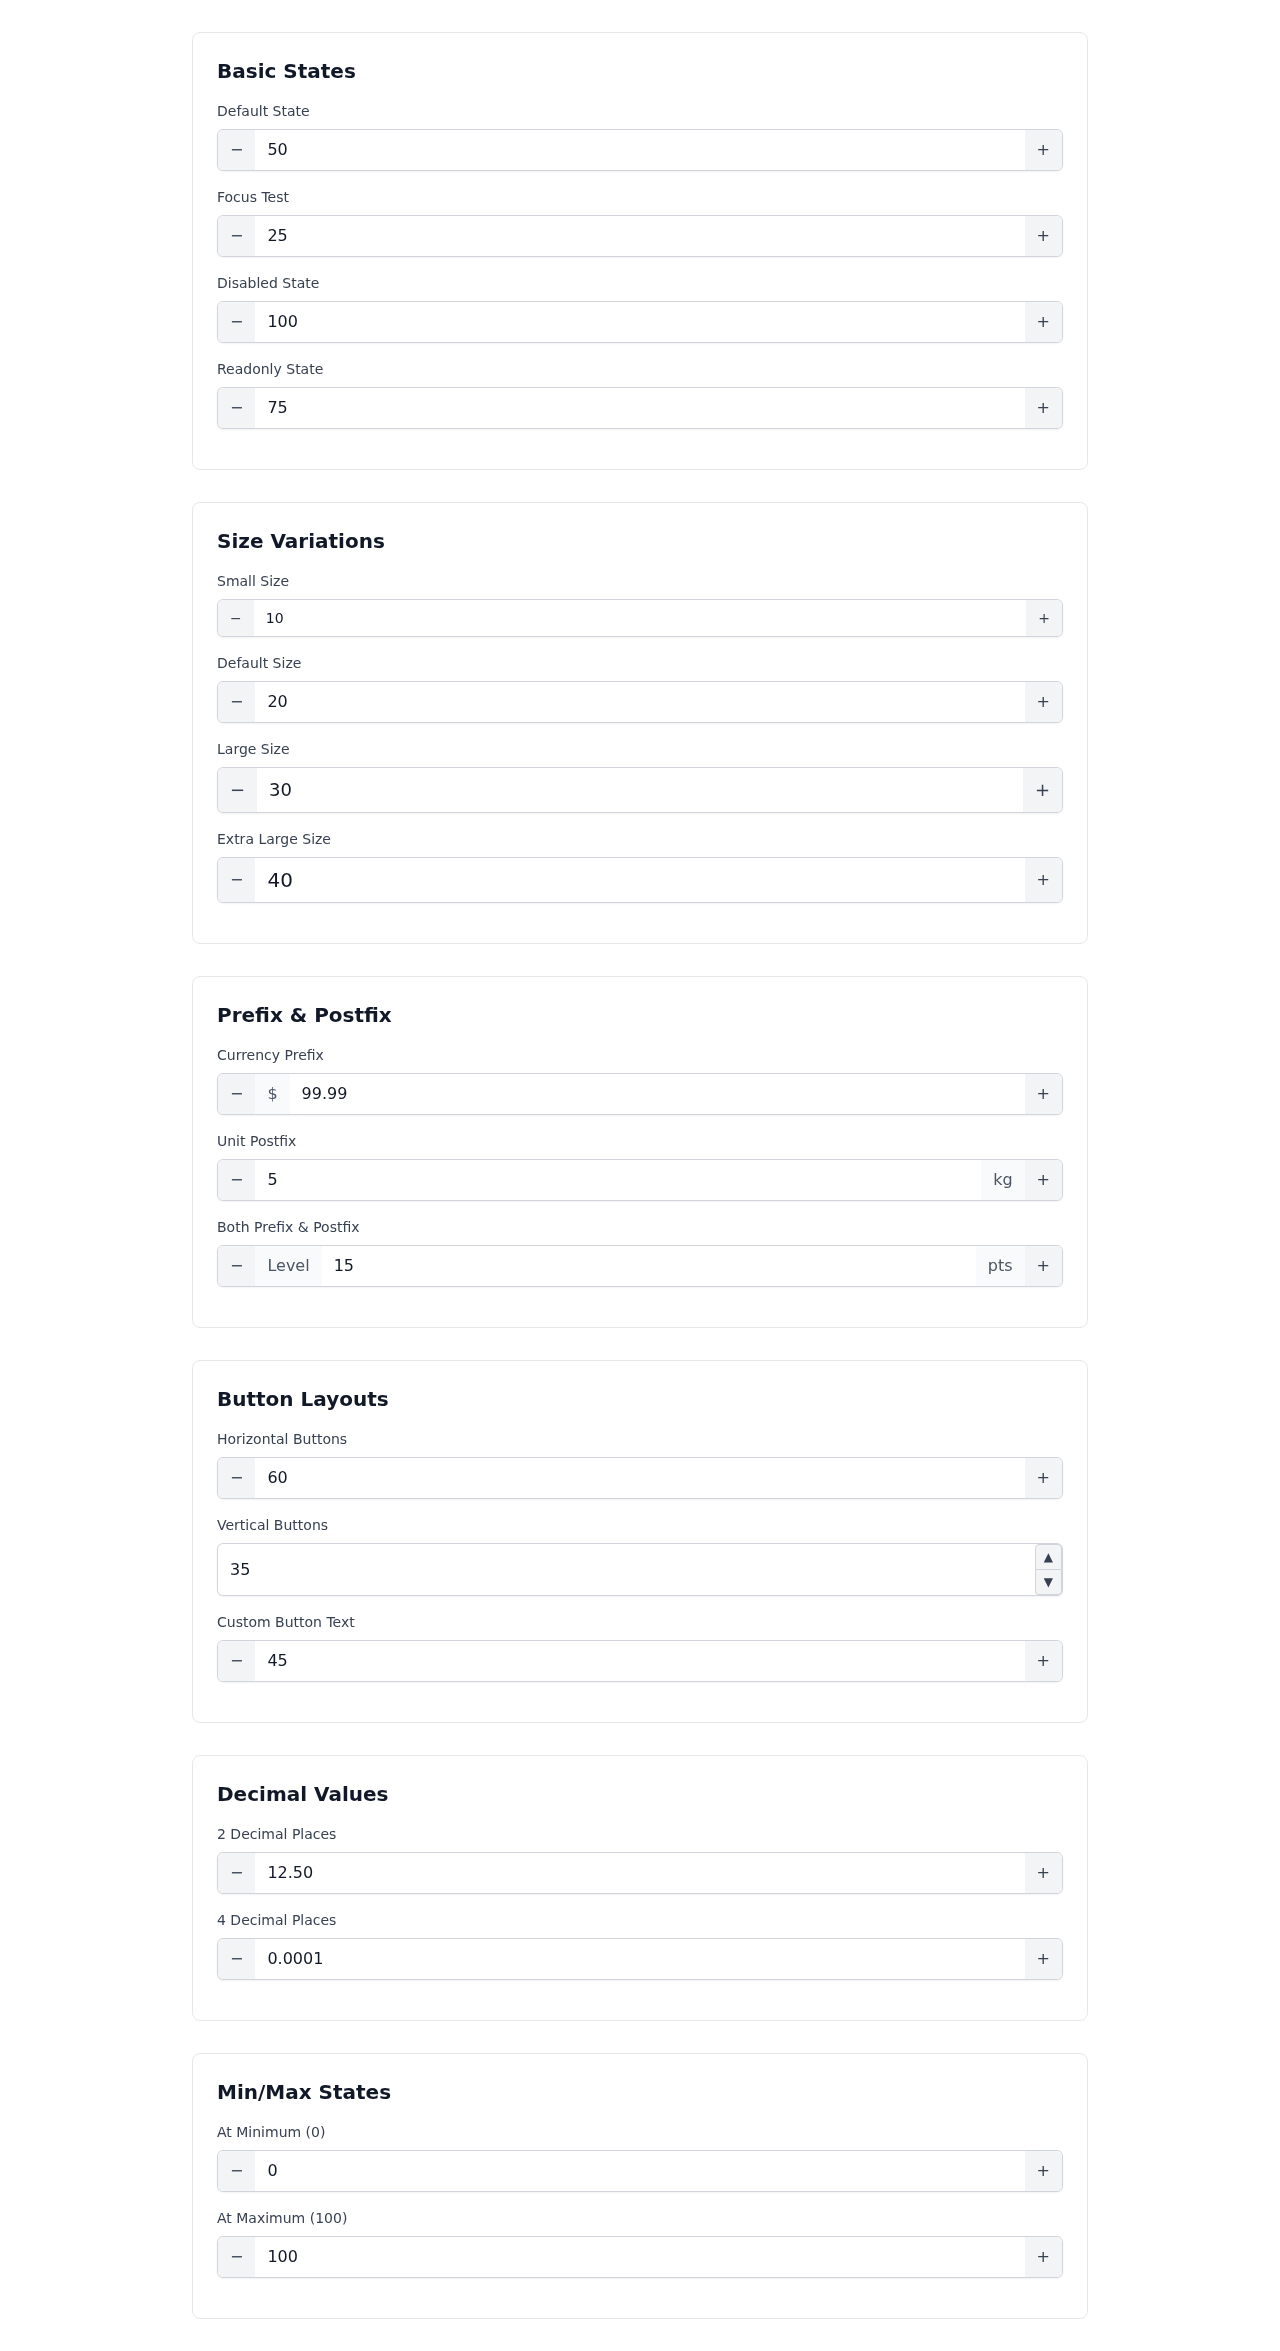 Basic States
Default State
− 50 +
Focus Test
− 25 +
Disabled State
− 100 +
Readonly State
− 75 +
Size Variations
Small Size
− 10 +
Default Size
− 20 +
Large Size
− 30 +
Extra Large Size
− 40 +
Prefix & Postfix
Currency Prefix
− $ 99.99 +
Unit Postfix
− 5 kg +
Both Prefix & Postfix
− Level 15 pts +
Button Layouts
Horizontal Buttons
− 60 +
Vertical Buttons
35 ▲
▼
Custom Button Text
− 45 +
Decimal Values
2 Decimal Places
− 12.50 +
4 Decimal Places
− 0.0001 +
Min/Max States
At Minimum (0)
− 0 +
At Maximum (100)
− 100 +